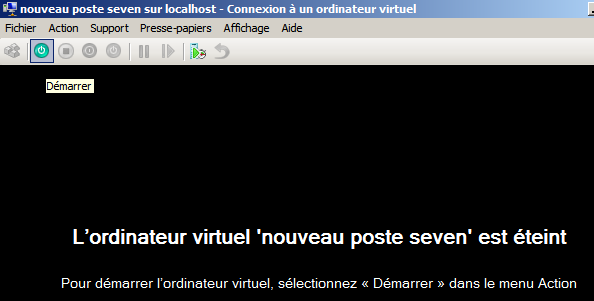 nouveau poste seven sur localhost - Connexion à un ordinateur virtuel
Fichier Action Support Presse-papiers Affichage Aide
Démarrer
L'ordinateur virtuel 'nouveau poste seven' est éteint
Pour démarrer l'ordinateur virtuel, sélectionnez « Démarrer » dans le menu Action